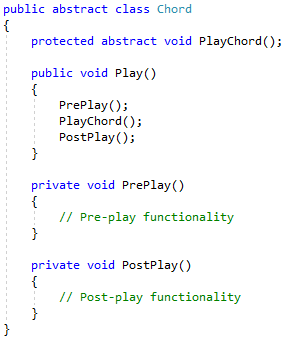 public abstract class Chord
{
    protected abstract void PlayChord();

    public void Play()
    {
        PrePlay();
        PlayChord();
        PostPlay();
    }

    private void PrePlay()
    {
        // Pre-play functionality
    }

    private void PostPlay()
    {
        // Post-play functionality
    }
}